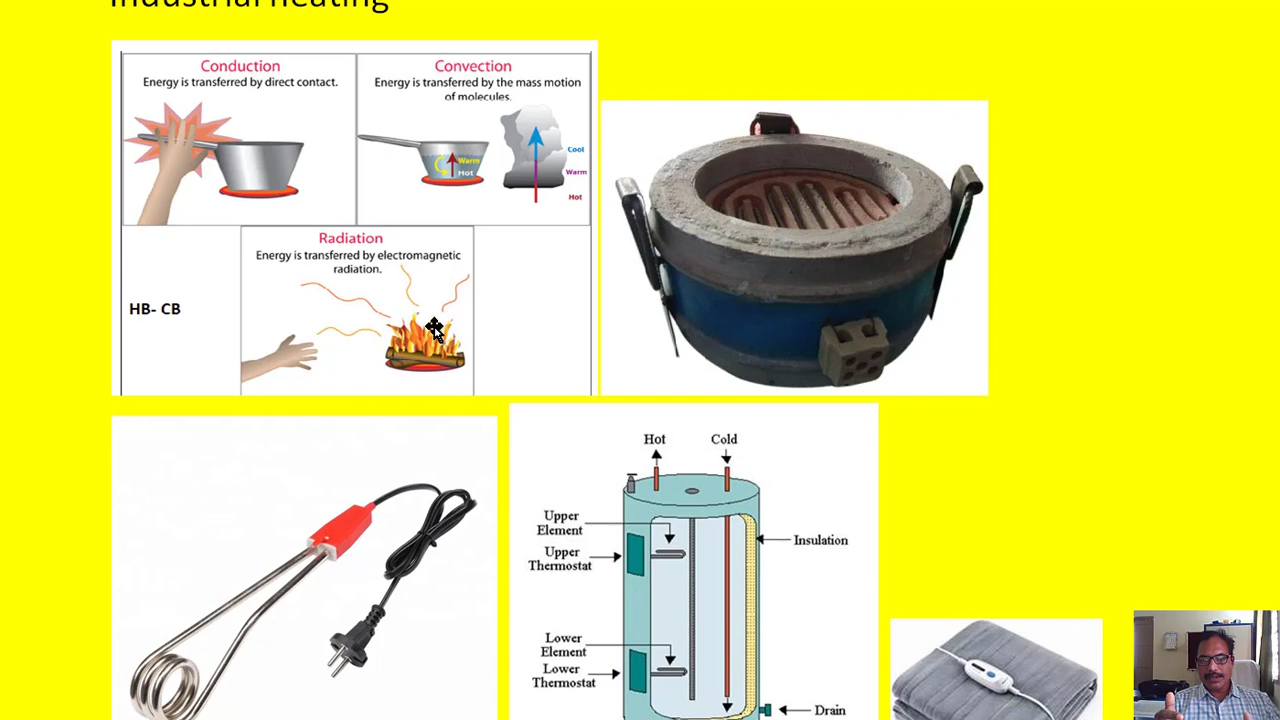 Industrial heating
Conduction
Energy is transferred by direct contact.
Convection
Energy is transferred by the mass motion
of molecules.
Warm
Hot
Cool
Warm
Hot
Radiation
Energy is transferred by electromagnetic
radiation.
HB- CB
Hot
Cold
Upper
Element
Upper
Thermostat
Insulation
Lower
Element
Lower
Thermostat
Drain